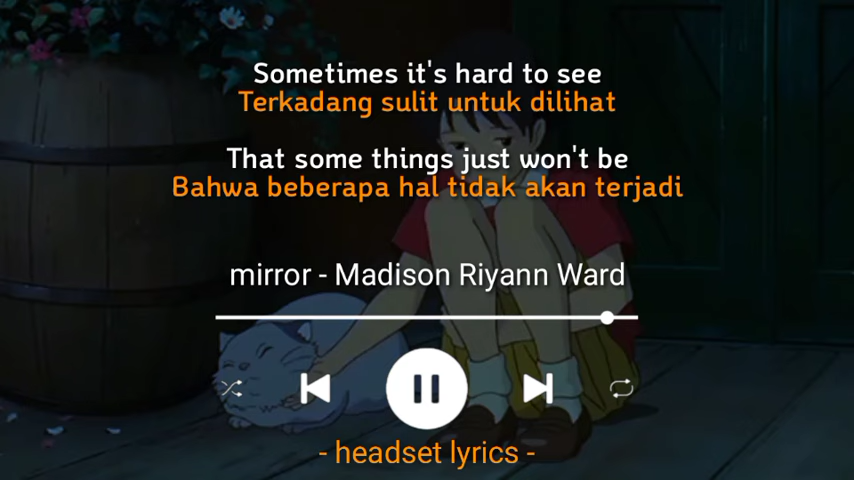 Sometimes it's hard to see
Terkadang sulit untuk dilihat
That some things just won't be
Bahwa beberapa hal tidak akan terjadi
mirror - Madison Riyann Ward
- headset lyrics -